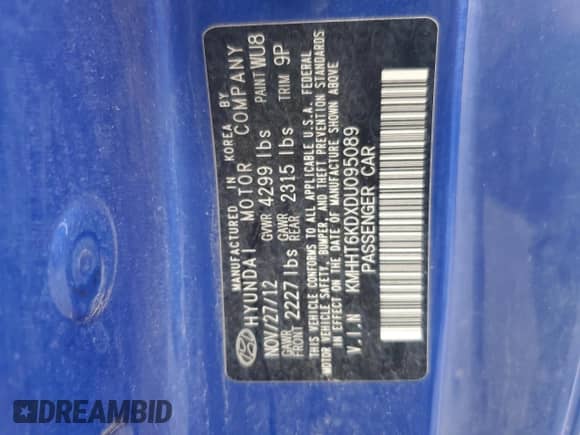 MANUFACTURED IN KOREA BY
HYUNDAI MOTOR COMPANY
NOV/27/12 GVWR 4299 lbs PAINT WU8
GAWR FRONT 2227 lbs GAWR REAR 2315 lbs TRIM 9P
THIS VEHICLE CONFORMS TO ALL APPLICABLE U.S.A. FEDERAL
MOTOR VEHICLE SAFETY, BUMPER, AND THEFT PREVENTION STANDARDS
IN EFFECT ON THE DATE OF MANUFACTURE SHOWN ABOVE
V.I.N KMHHT6KDXDU095089
PASSENGER CAR
DREAMBID